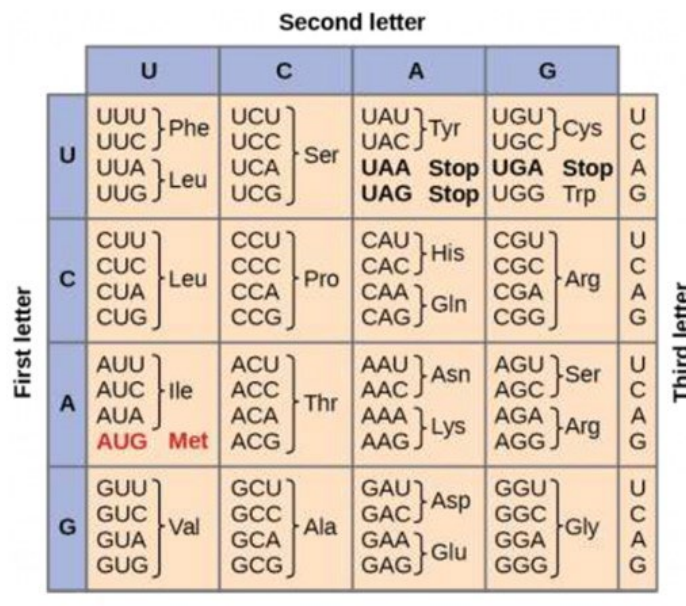 Second letter
U C A G
UUU Phe UCU UAU Tyr UGU Cys U
UUC UCC Ser UAC UGC C
UUA Leu UCA UAA Stop UGA Stop A
UUG UCG UAG Stop UGG Trp G
U
CUU CCU CAU His CGU U
CUC Leu CCC Pro CAC CGC Arg C
CUA CCA CAA Gln CGA A
CUG CCG CAG CGG G
C
AUU ACU AAU Asn AGU Ser U
AUC Ile ACC Thr AAC AGC C
AUA ACA AAA Lys AGA Arg A
AUG Met ACG AAG AGG G
A
GUU GCU GAU Asp GGU U
GUC Val GCC Ala GAC GGC Gly C
GUA GCA GAA Glu GGA A
GUG GCG GAG GGG G
G
First letter
Third letter